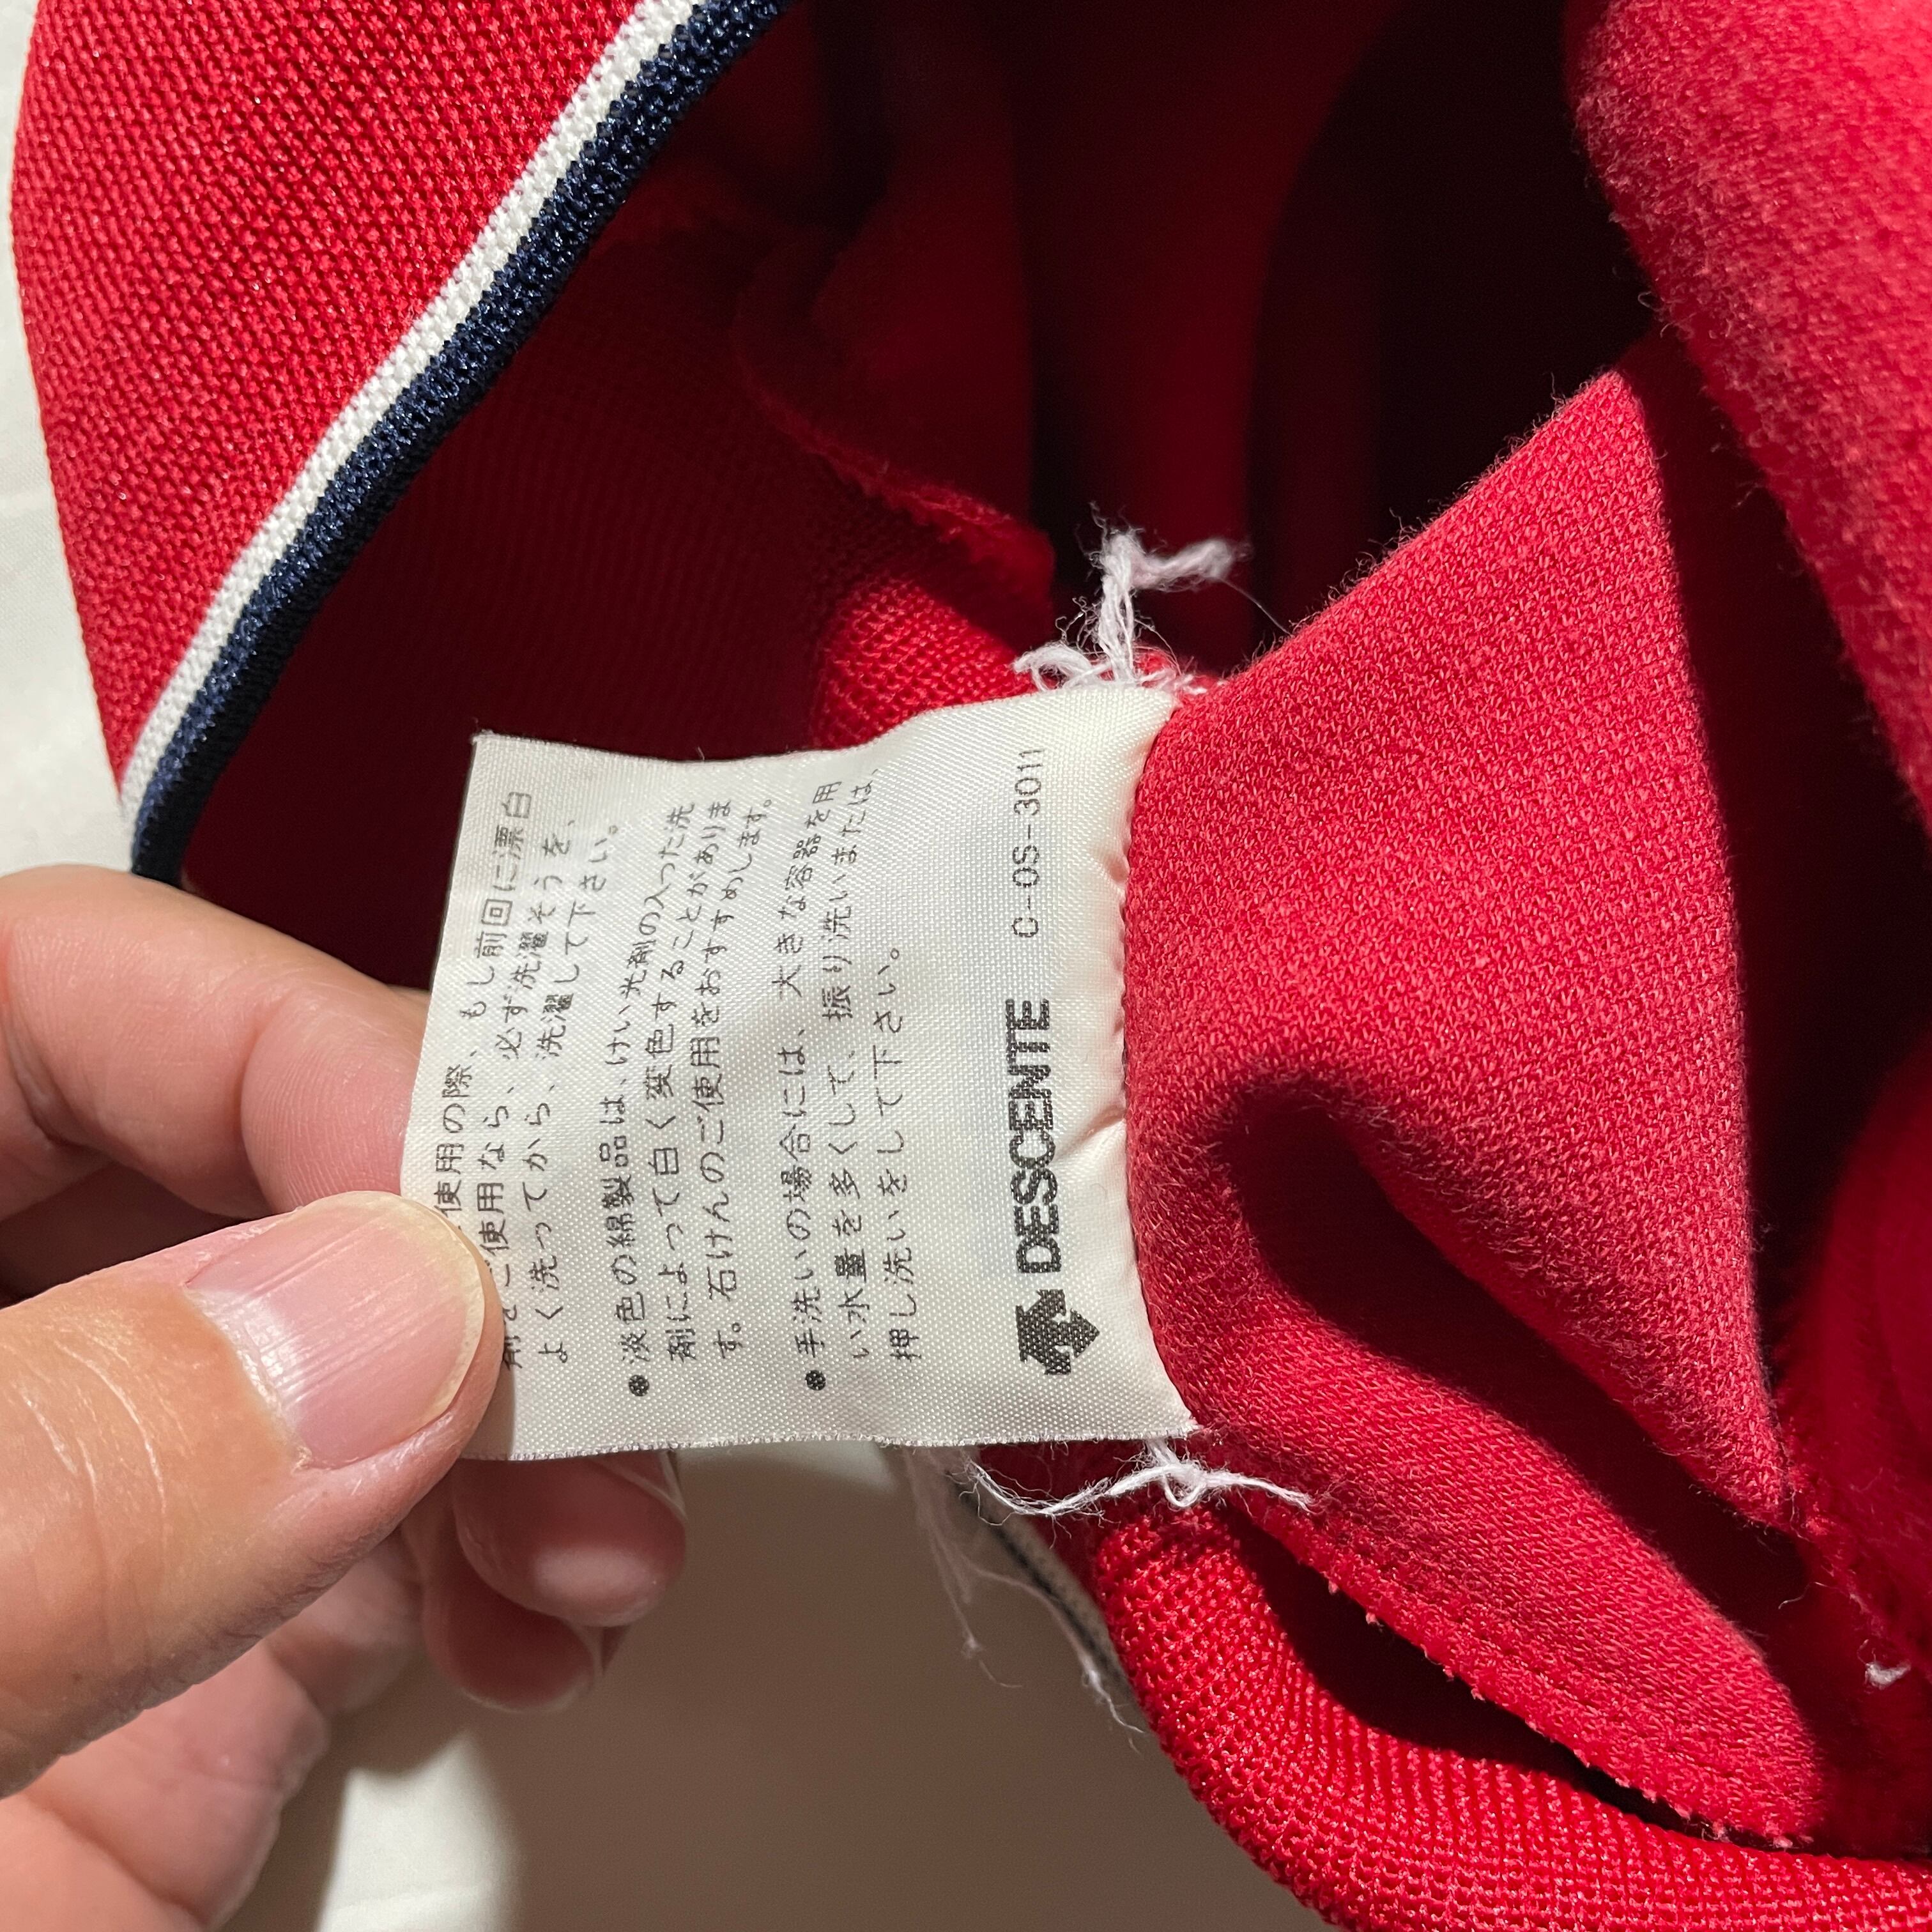 使用の際、もし前回に漂白
ご使用なら、必ず洗濯そうを、
よく洗ってから、洗濯して下さい。
●淡色の綿製品は、けい光剤の入った洗
剤によって白く変色することがありま
す。石けんのご使用をおすすめします。
●手洗いの場合には、大きな容器を用
い水量を多くして、振り洗いまたは、
押し洗いをして下さい。
DESCENTE C-OS-3011